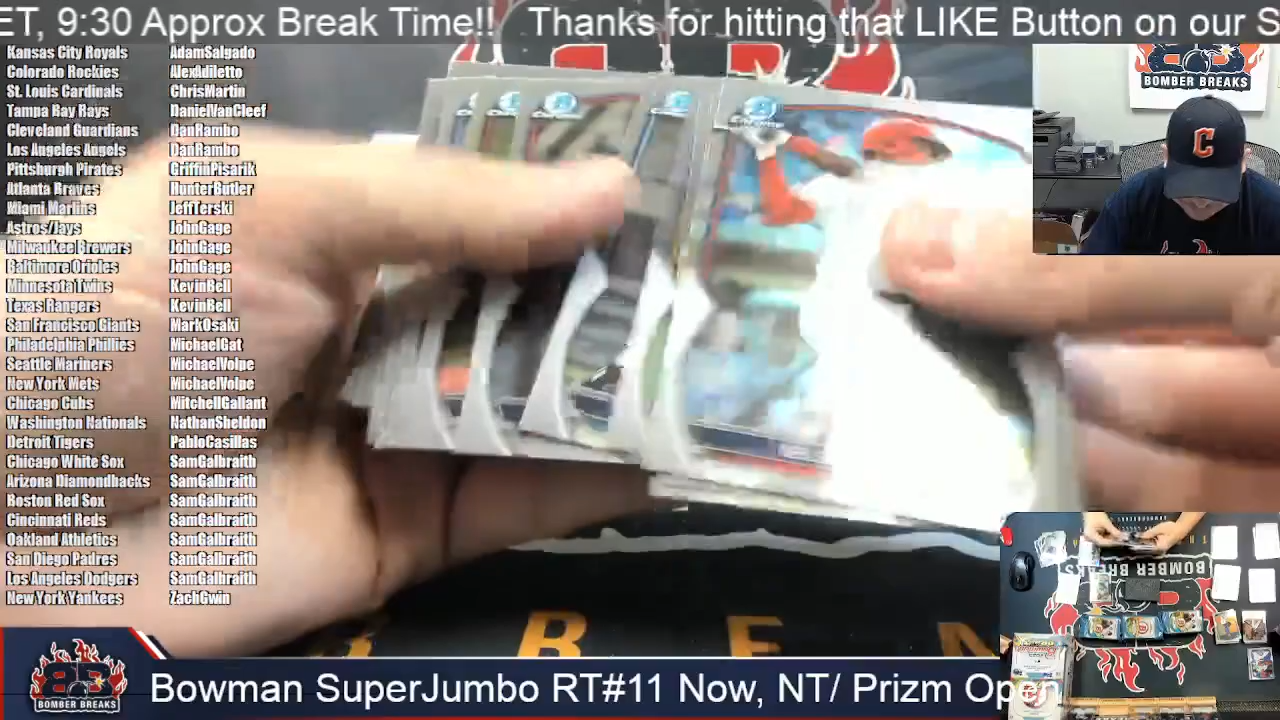 ET, 9:30 Approx Break Time!! Thanks for hitting that LIKE Button on our S
Kansas City Royals AdamSalgado
Colorado Rockies AlexAdiletto
St. Louis Cardinals ChrisMartin
Tampa Bay Rays DanielVanCleef
Cleveland Guardians DanRambo
Los Angeles Angels DanRambo
Pittsburgh Pirates GriffinPisarik
Atlanta Braves HunterButler
Miami Marlins JeffTerski
Astros/Jays JohnGage
Milwaukee Brewers JohnGage
Baltimore Orioles JohnGage
Minnesota Twins KevinBell
Texas Rangers KevinBell
San Francisco Giants MarkOsaki
Philadelphia Phillies MichaelGat
Seattle Mariners MichaelVolpe
New York Mets MichaelVolpe
Chicago Cubs MitchellGallant
Washington Nationals NathanSheldon
Detroit Tigers PabloCasillas
Chicago White Sox SamGalbraith
Arizona Diamondbacks SamGalbraith
Boston Red Sox SamGalbraith
Cincinnati Reds SamGalbraith
Oakland Athletics SamGalbraith
San Diego Padres SamGalbraith
Los Angeles Dodgers SamGalbraith
New York Yankees ZachGwin
BOMBER BREAKS
C
BOMBER BREAKS
B E
BOMBER BREAKS
Bowman SuperJumbo RT#11 Now, NT/ Prizm Open